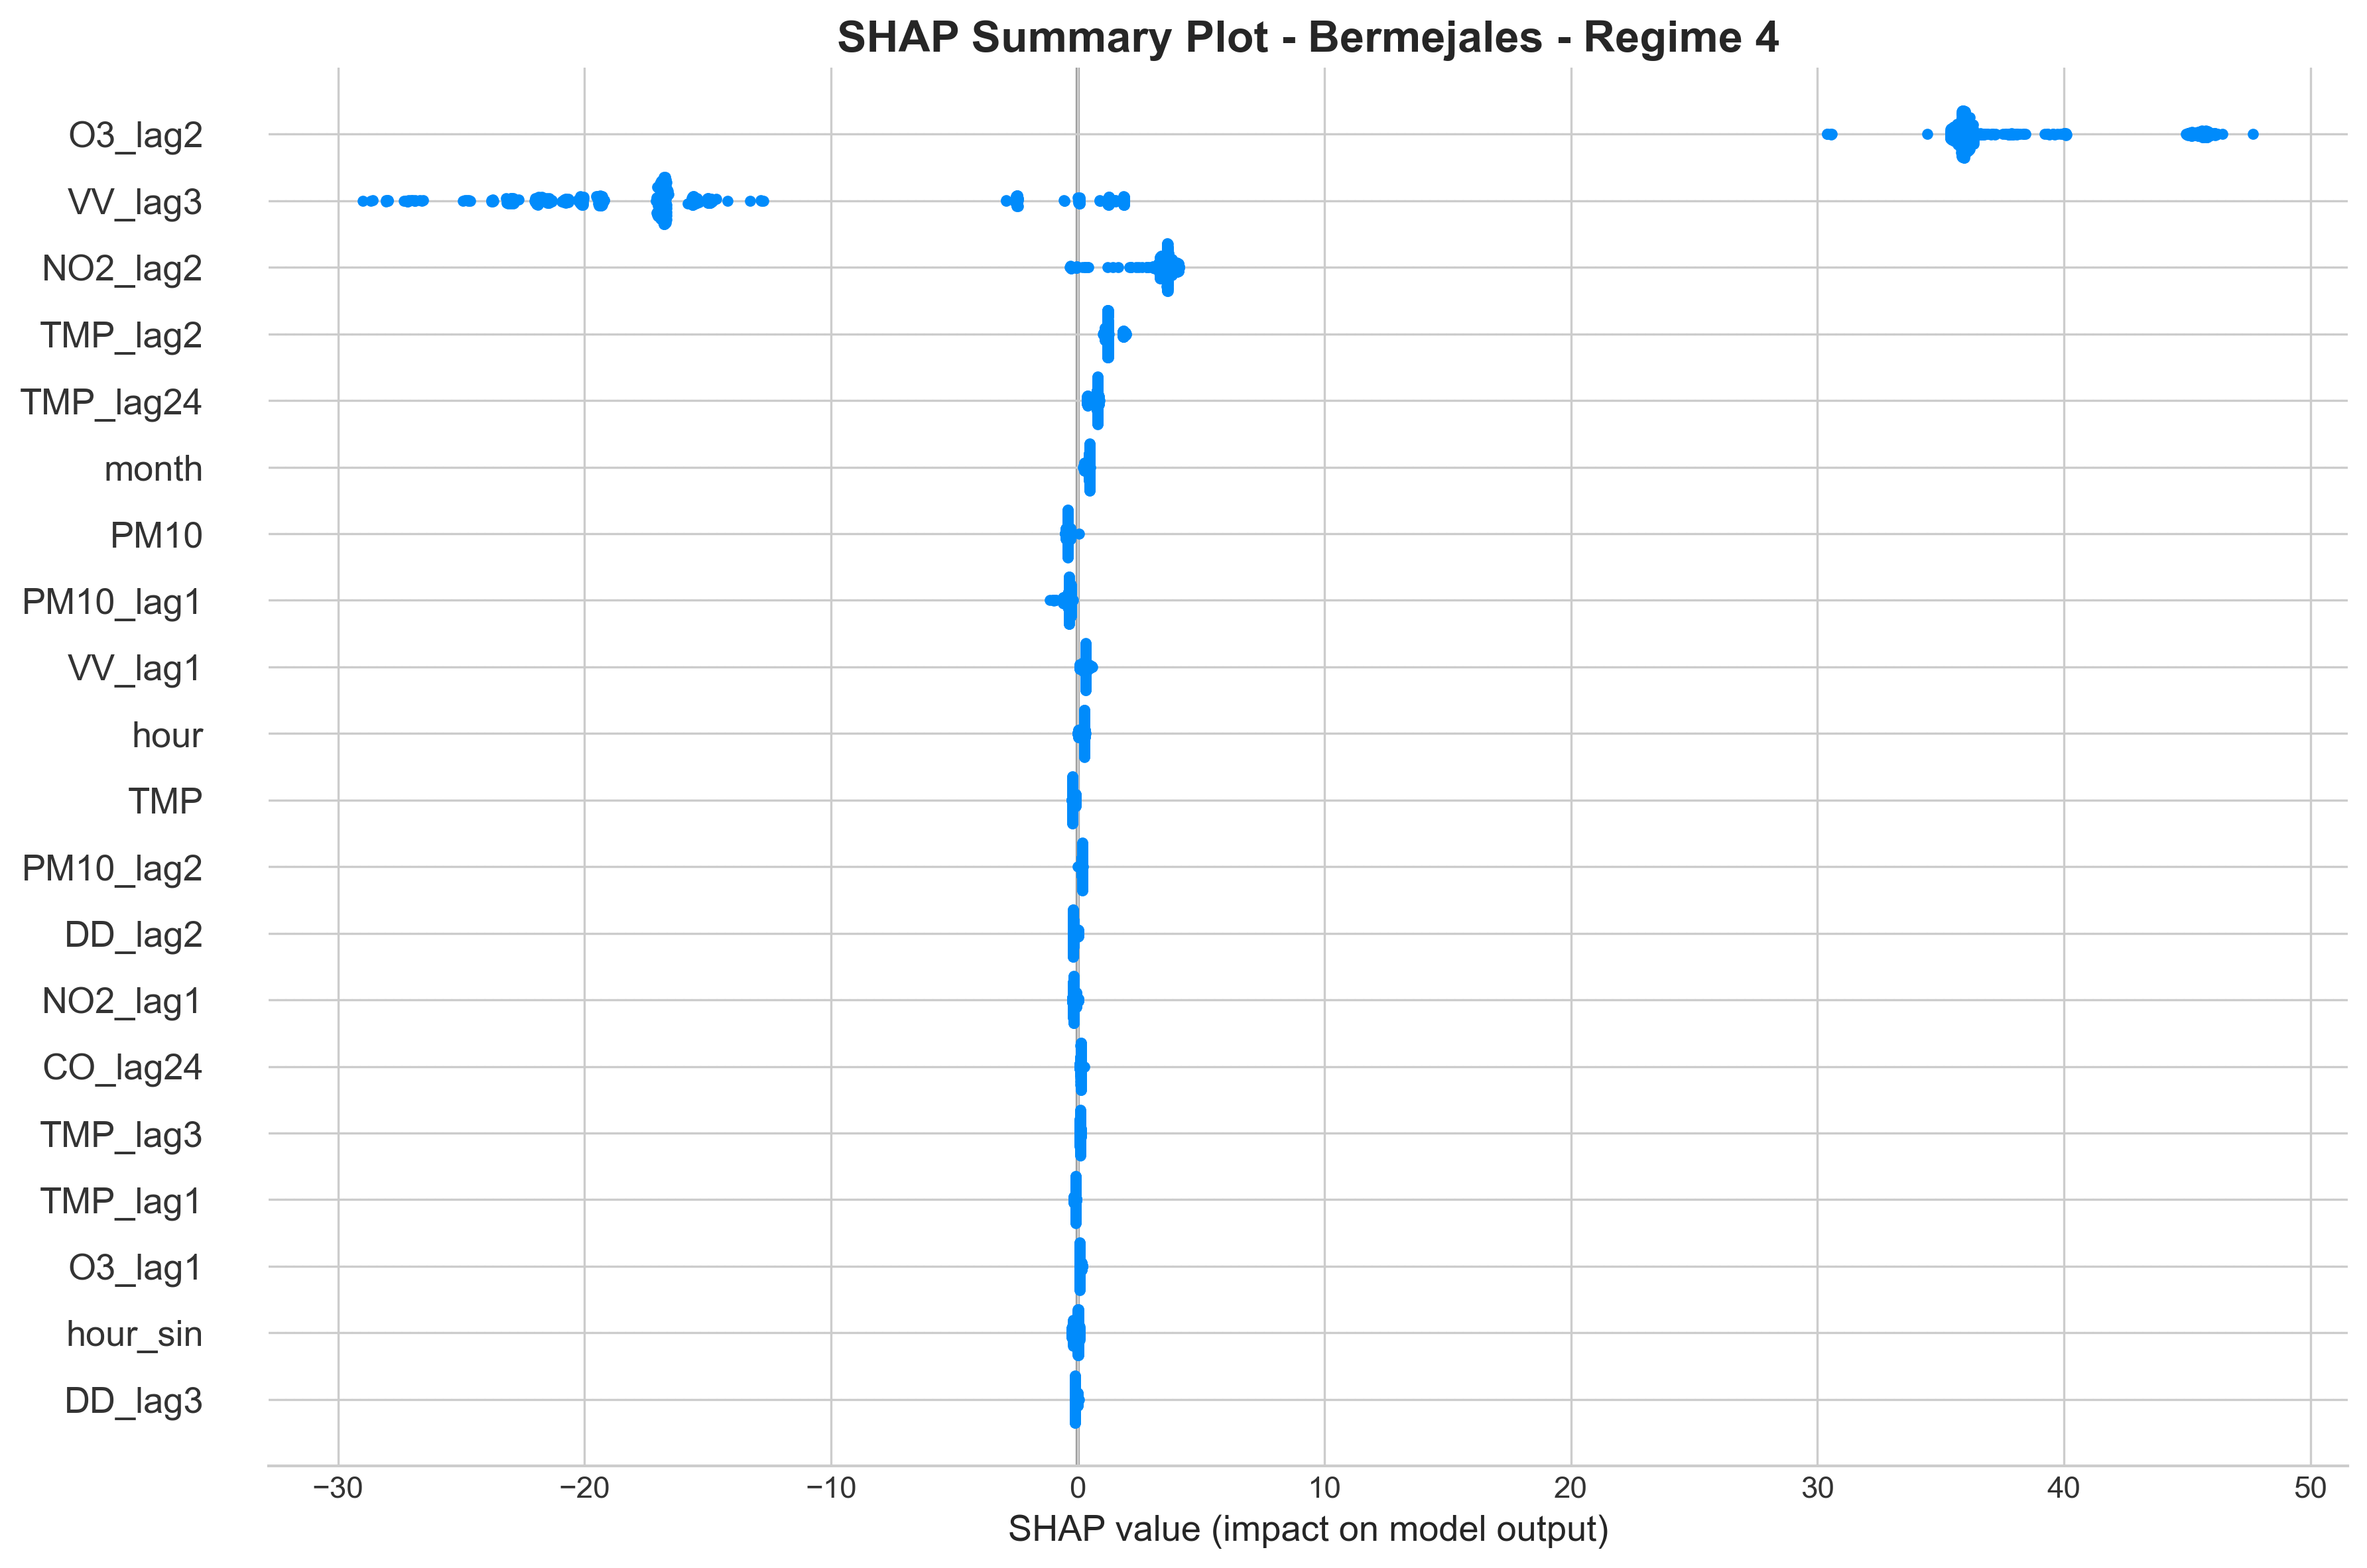 SHAP Summary Plot - Bermejales - Regime 4
O3_lag2
VV_lag3
NO2_lag2
TMP_lag2
TMP_lag24
month
PM10
PM10_lag1
VV_lag1
hour
TMP
PM10_lag2
DD_lag2
NO2_lag1
CO_lag24
TMP_lag3
TMP_lag1
O3_lag1
hour_sin
DD_lag3
−30 −20 −10 0 10 20 30 40 50
SHAP value (impact on model output)